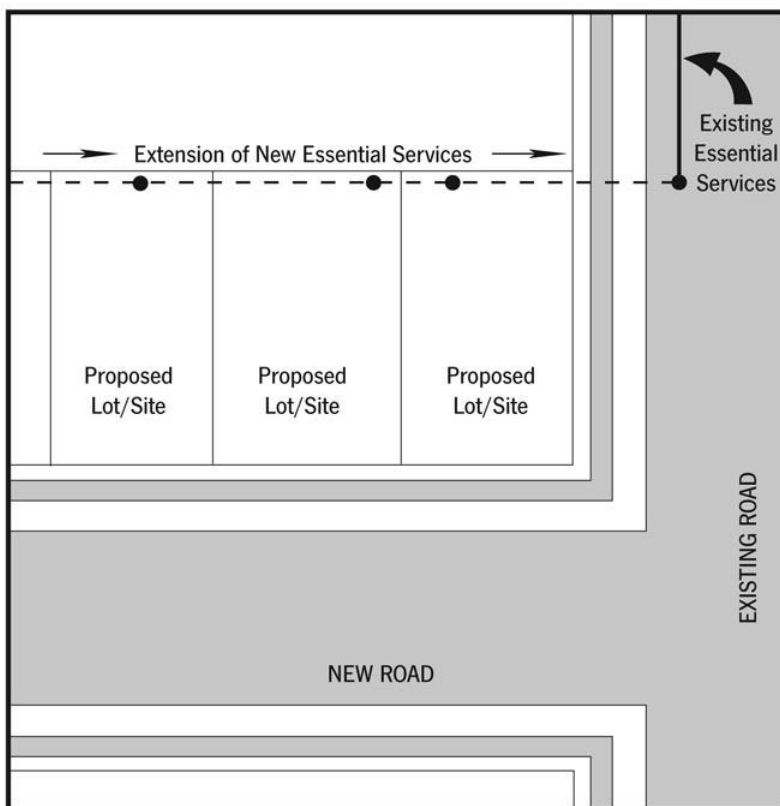 Existing
Essential
Services
Extension of New Essential Services
Proposed
Lot/Site
Proposed
Lot/Site
Proposed
Lot/Site
EXISTING ROAD
NEW ROAD